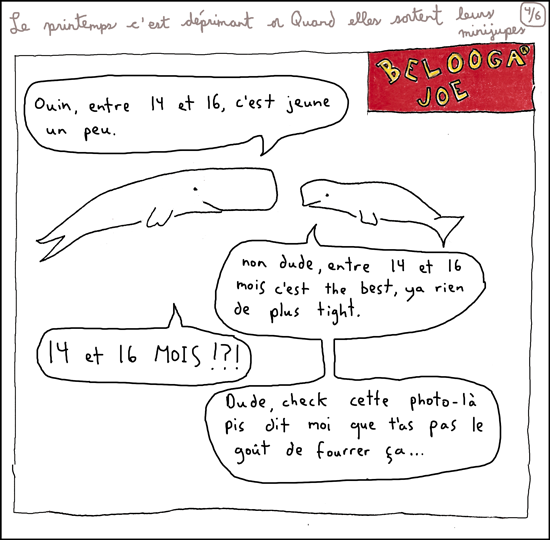 Le printemps c'est déprimant or Quand elles sortent leurs
minijupes
4/6
BELOOGA
JOE
Ouin, entre 14 et 16, c'est jeune
un peu.
non dude, entre 14 et 16
mois c'est the best, ya rien
de plus tight.
14 et 16 MOIS !?!
Dude, check cette photo-là
pis dit moi que t'as pas le
goût de fourrer ça...